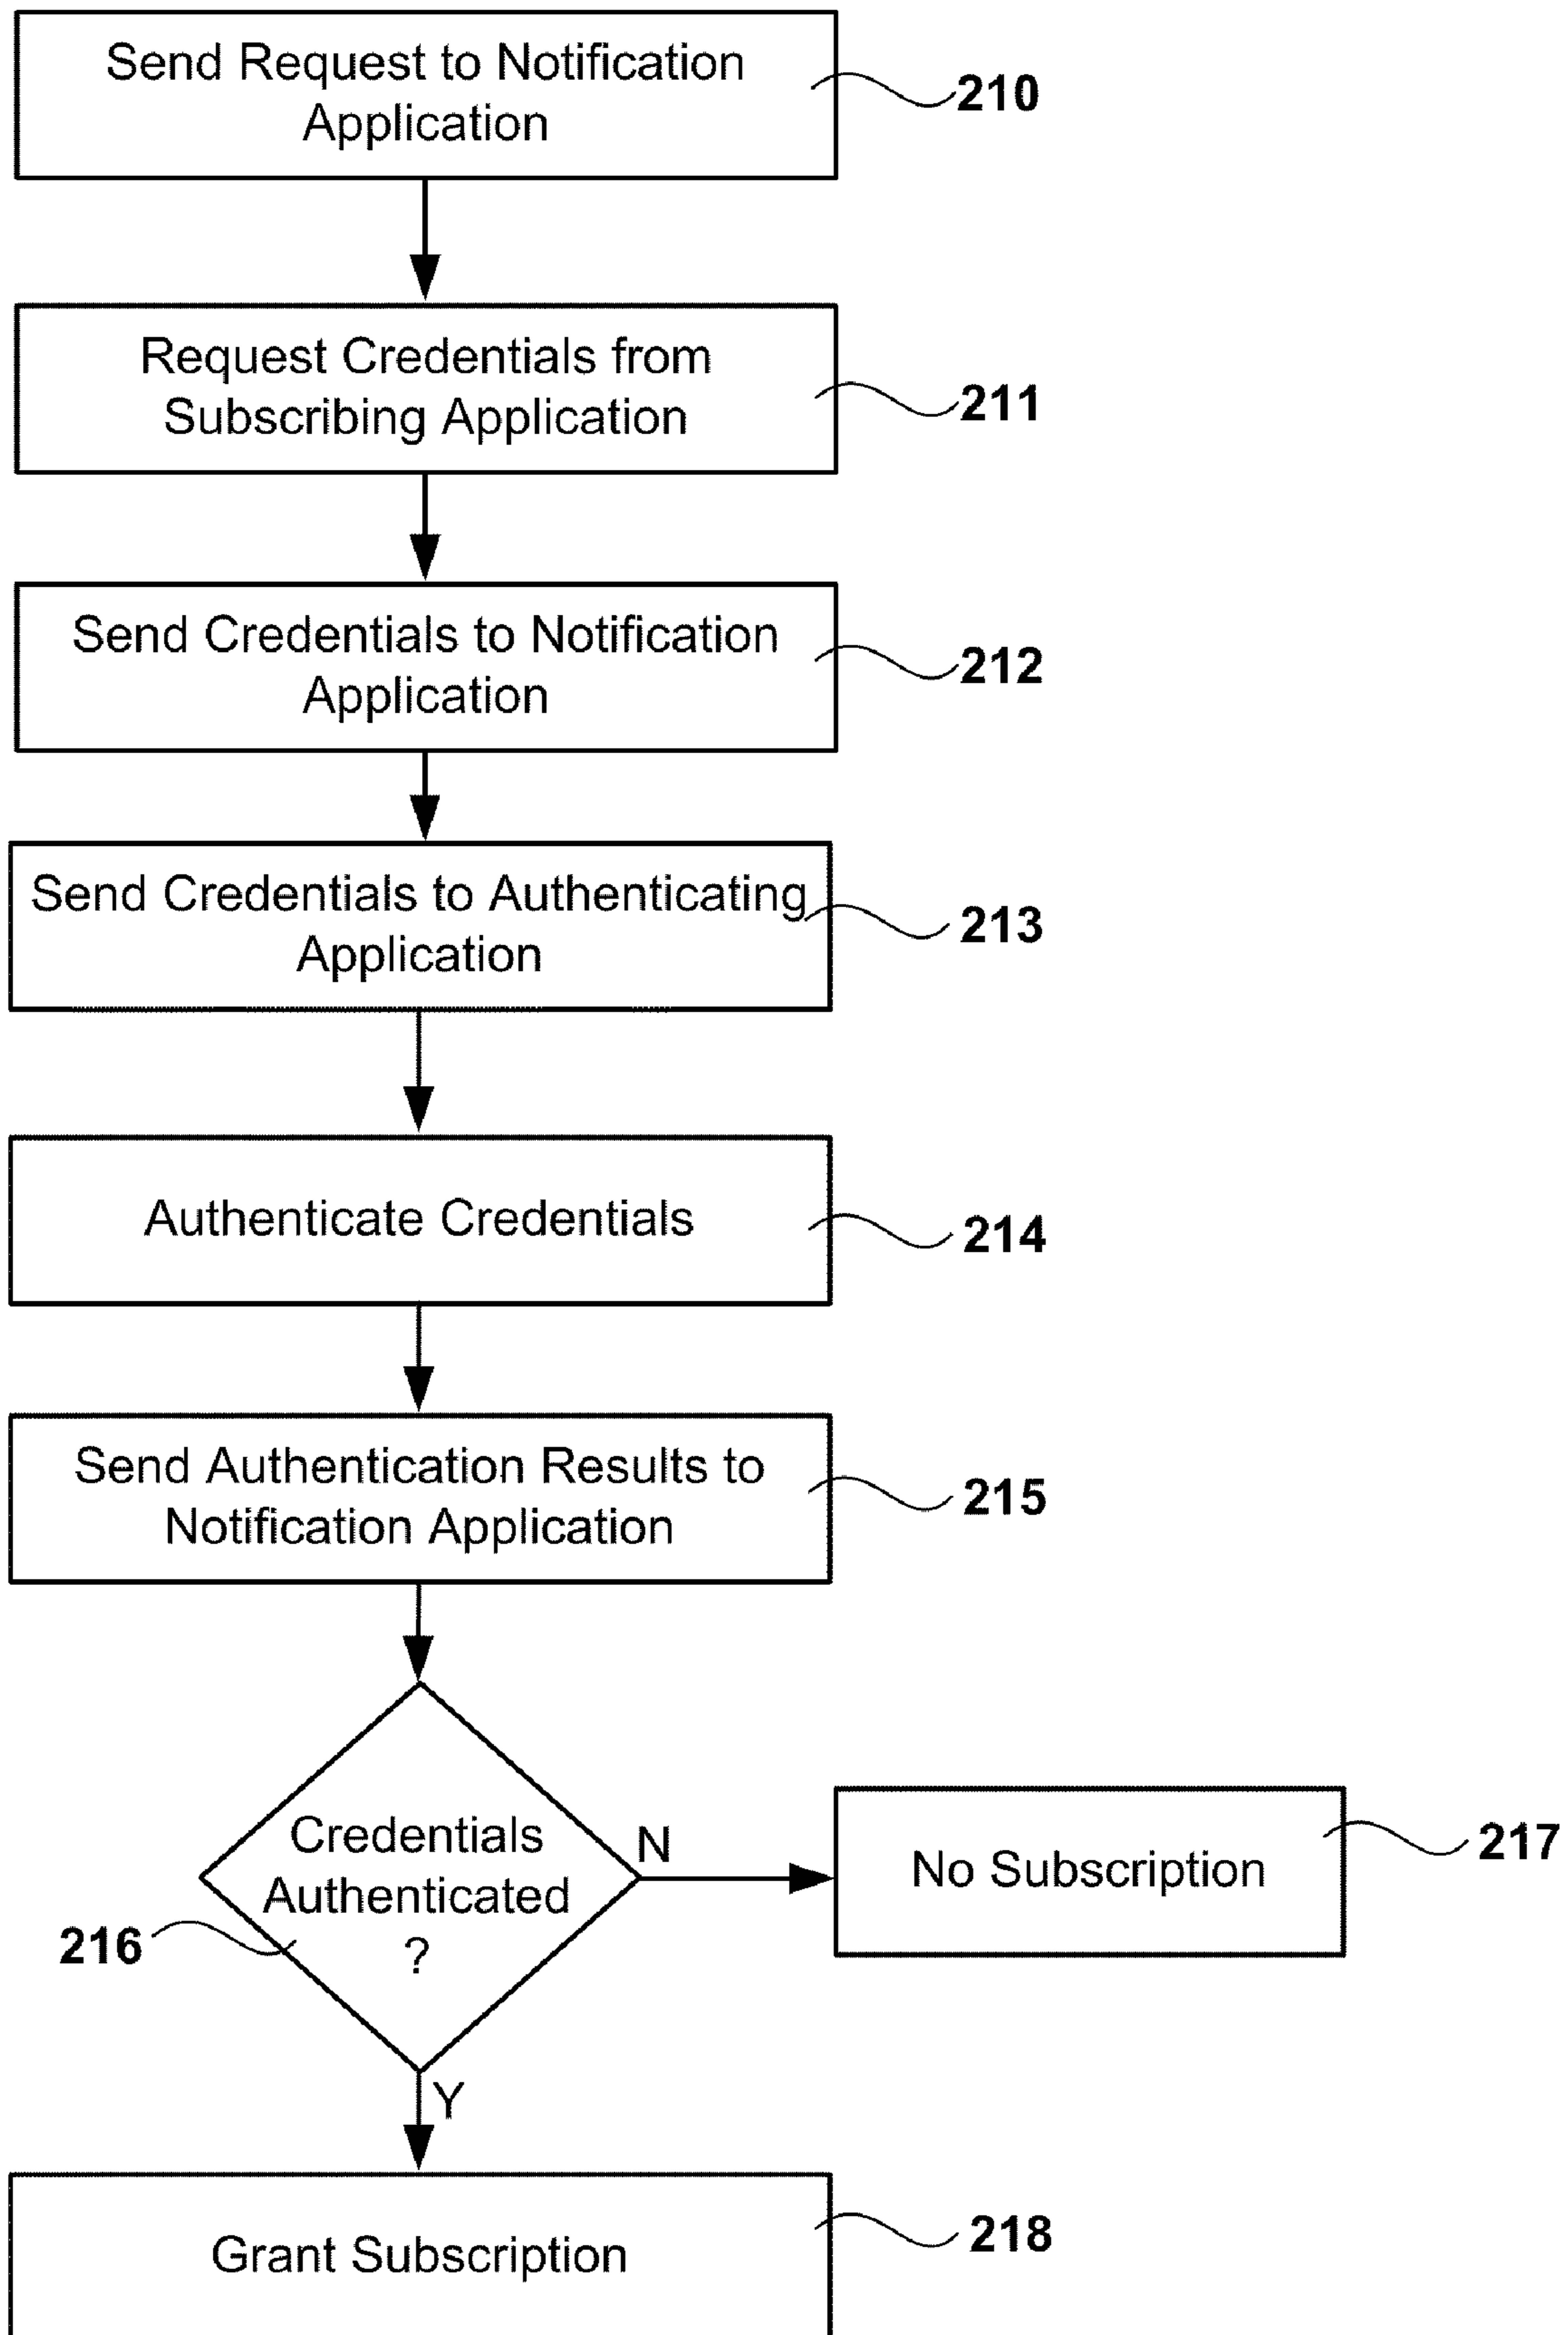 Send Request to Notification
Application
210
Request Credentials from
Subscribing Application
211
Send Credentials to Notification
Application
212
Send Credentials to Authenticating
Application
213
Authenticate Credentials
214
Send Authentication Results to
Notification Application
215
Credentials
Authenticated
?
216
N
No Subscription
217
Y
Grant Subscription
218